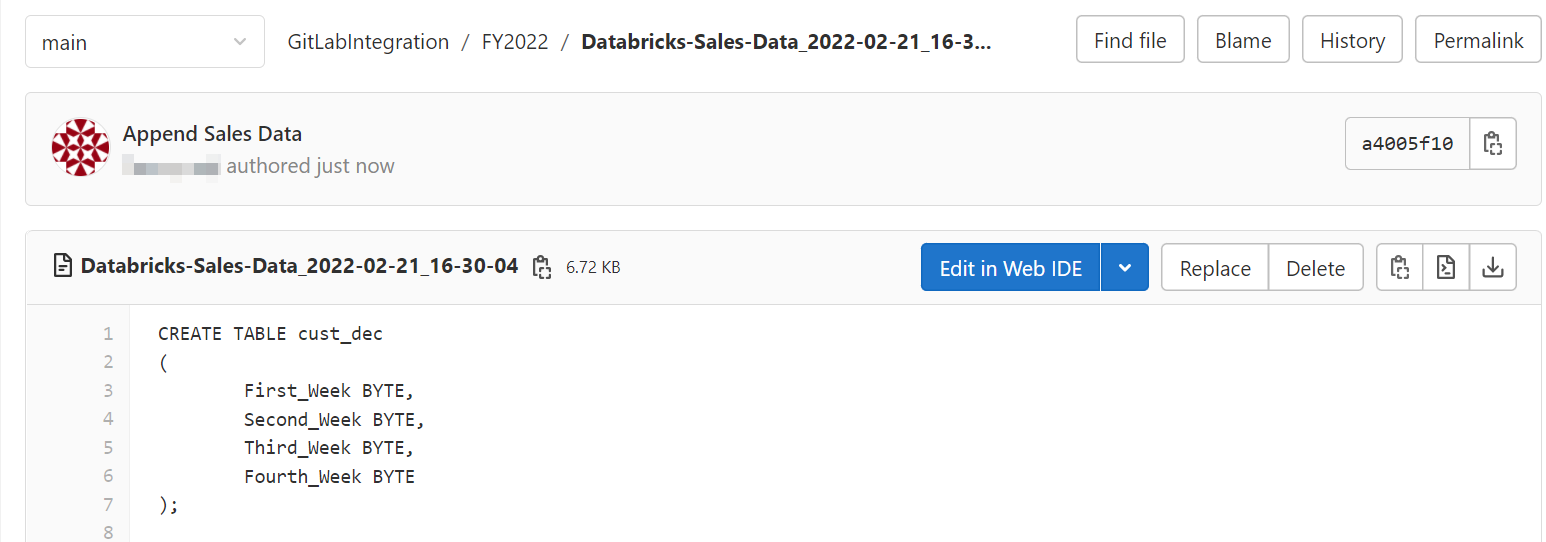 main GitLabIntegration / FY2022 / Databricks-Sales-Data_2022-02-21_16-3... Find file Blame History Permalink
Append Sales Data
authored just now
a4005f10
Databricks-Sales-Data_2022-02-21_16-30-04 6.72 KB Edit in Web IDE Replace Delete
1 CREATE TABLE cust_dec
2 (
3 First_Week BYTE,
4 Second_Week BYTE,
5 Third_Week BYTE,
6 Fourth_Week BYTE
7 );
8